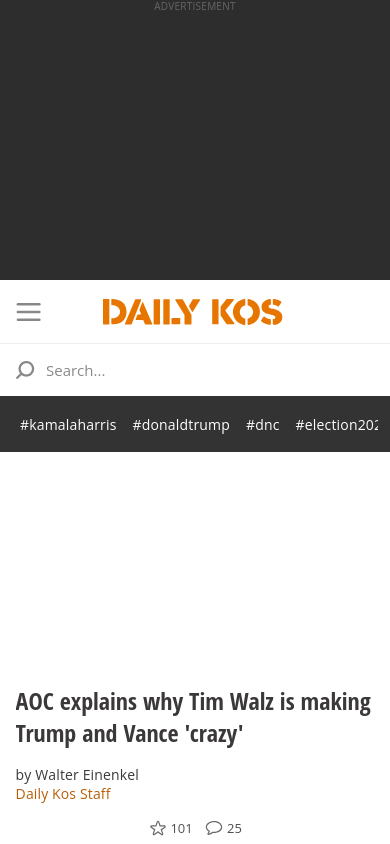 ADVERTISEMENT
DAILY KOS
Search...
#kamalaharris #donaldtrump #dnc #election202
AOC explains why Tim Walz is making
Trump and Vance 'crazy'
by Walter Einenkel
Daily Kos Staff
101 25